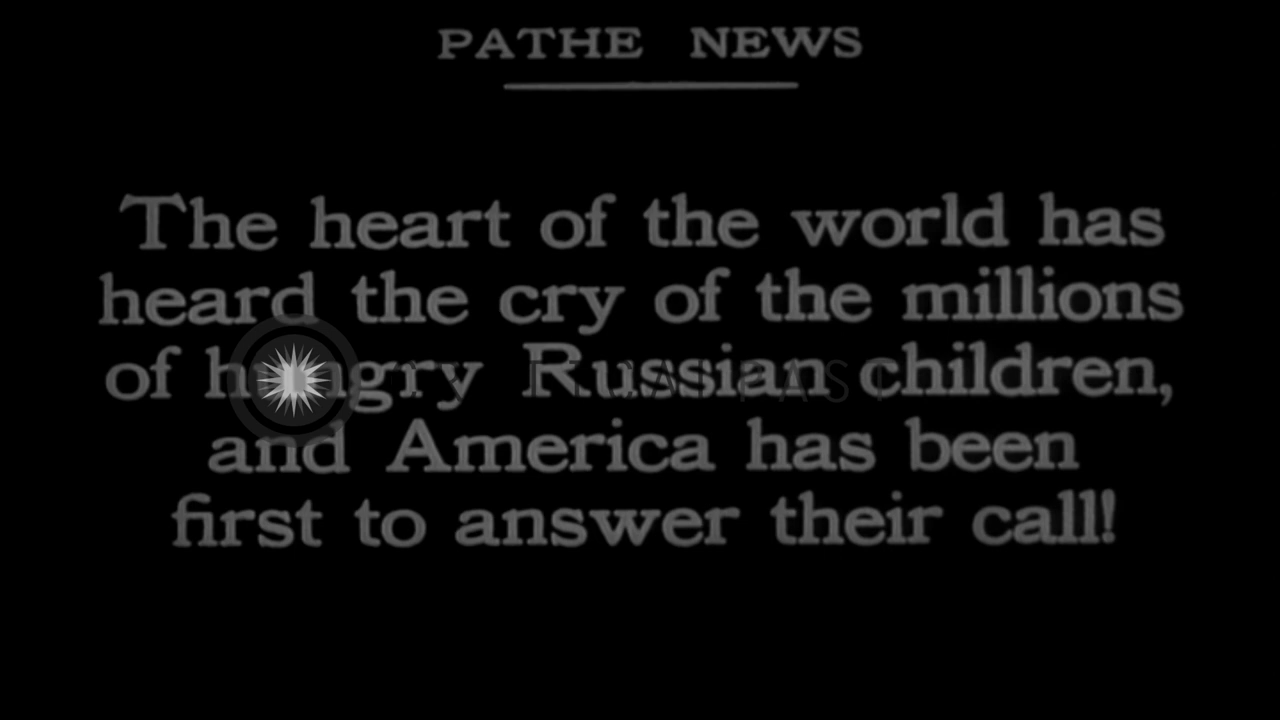 PATHE NEWS
The heart of the world has
heard the cry of the millions
of hungry Russian children,
and America has been
first to answer their call!